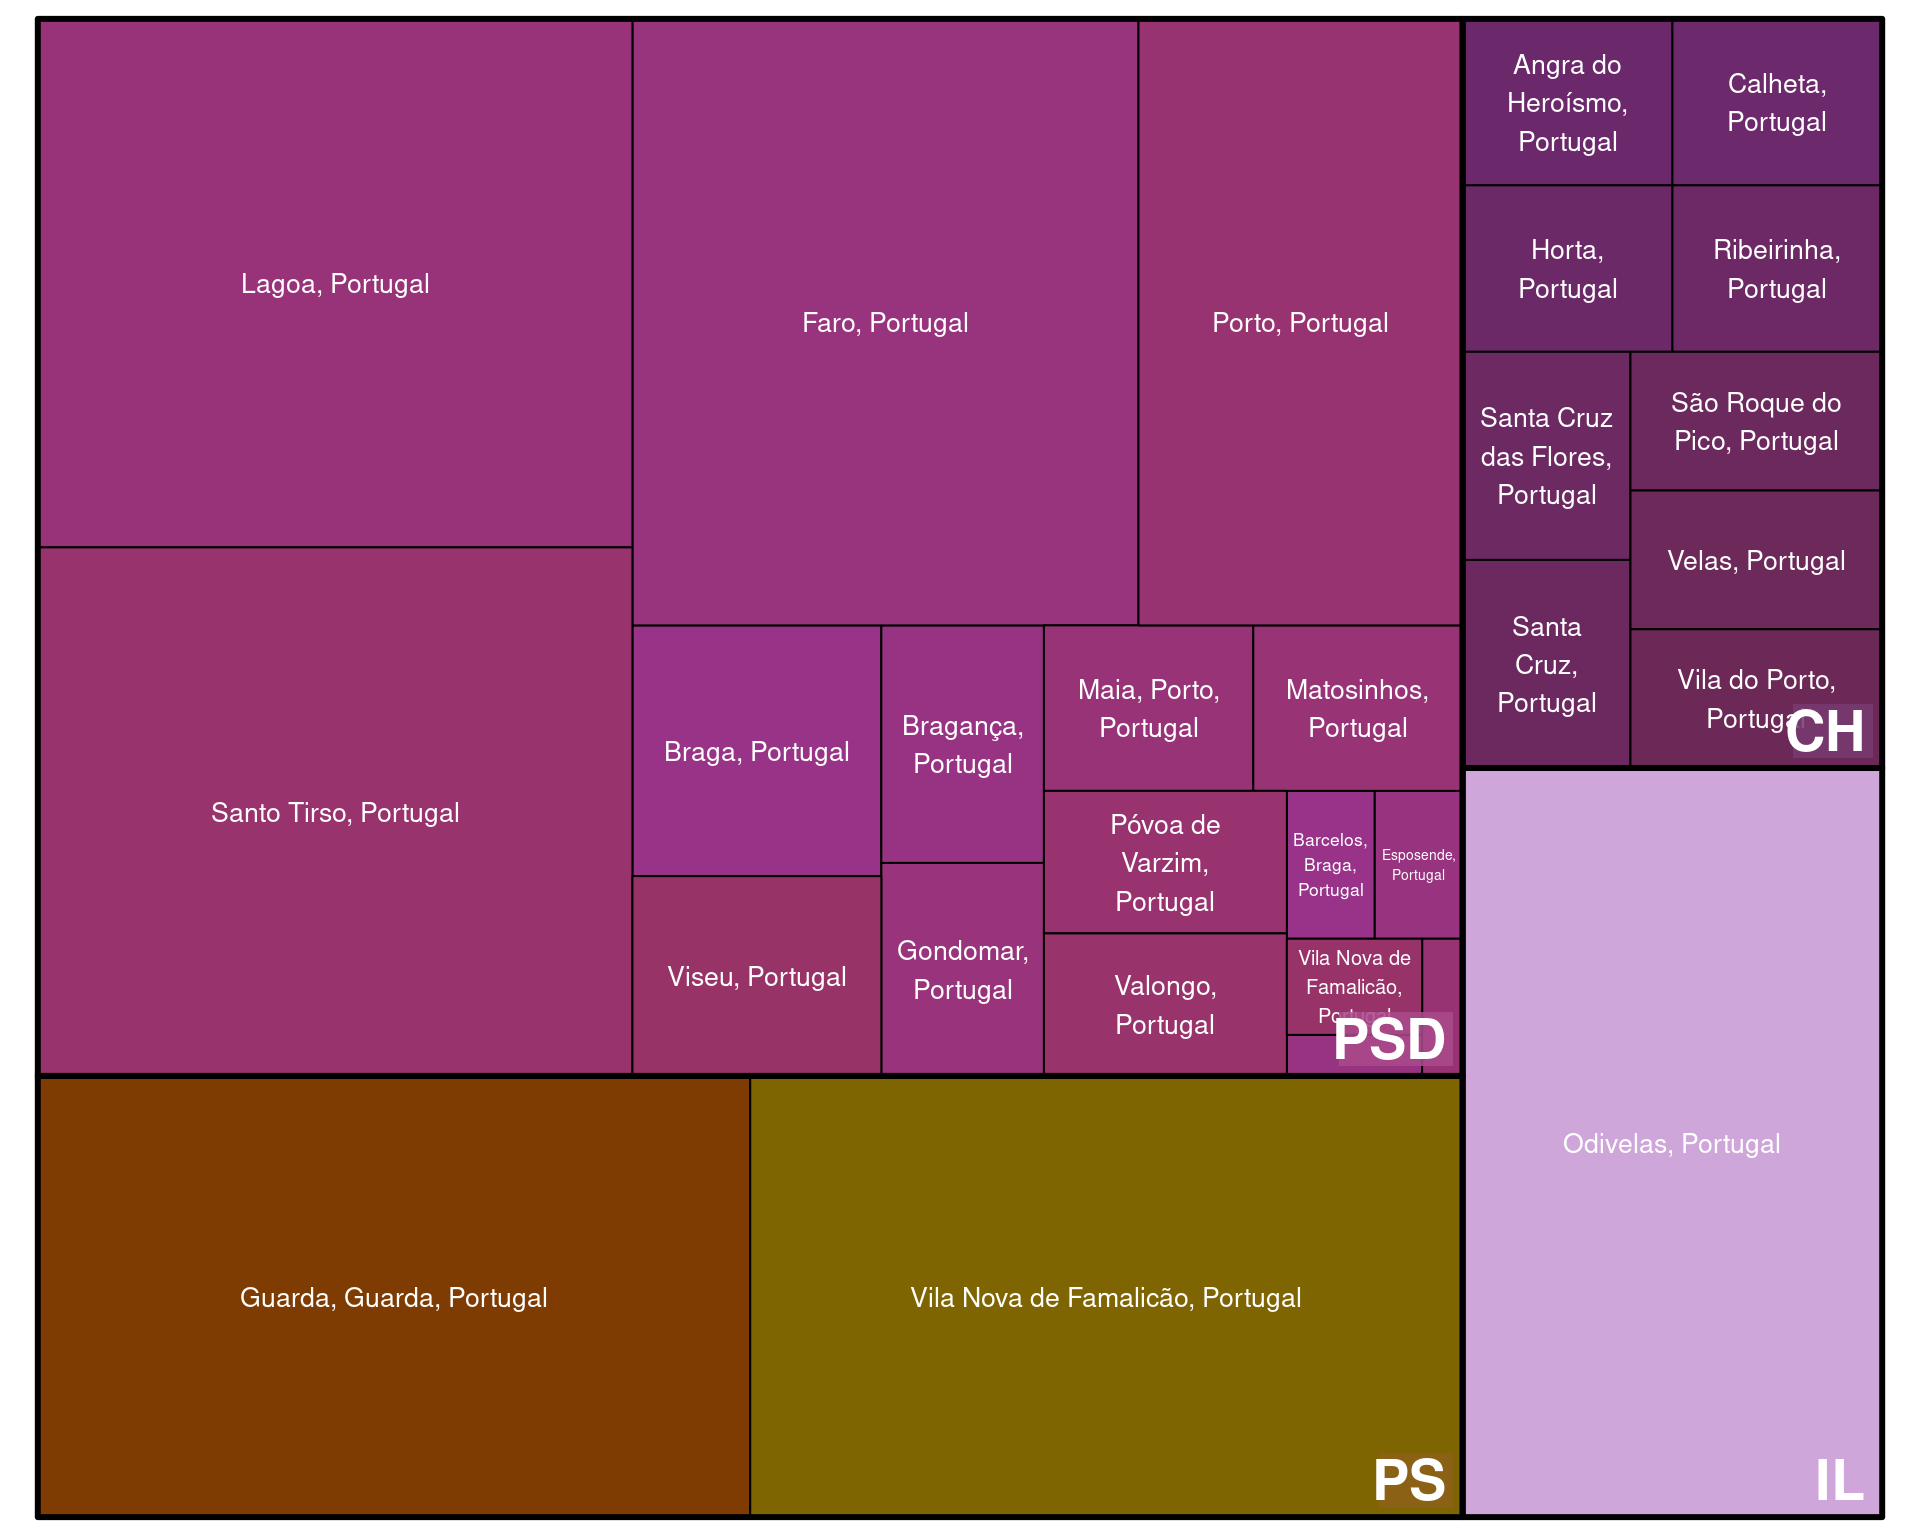 Lagoa, Portugal
Faro, Portugal
Porto, Portugal
Santo Tirso, Portugal
Braga, Portugal
Bragança,
Portugal
Maia, Porto,
Portugal
Matosinhos,
Portugal
Viseu, Portugal
Gondomar,
Portugal
Póvoa de
Varzim,
Portugal
Valongo,
Portugal
Barcelos,
Braga,
Portugal
Esposende,
Portugal
Vila Nova de
Famalicão,
Portugal
PSD
Angra do
Heroísmo,
Portugal
Calheta,
Portugal
Horta,
Portugal
Ribeirinha,
Portugal
Santa Cruz
das Flores,
Portugal
São Roque do
Pico, Portugal
Velas, Portugal
Santa
Cruz,
Portugal
Vila do Porto,
Portugal
CH
Guarda, Guarda, Portugal
Vila Nova de Famalicão, Portugal
PS
Odivelas, Portugal
IL